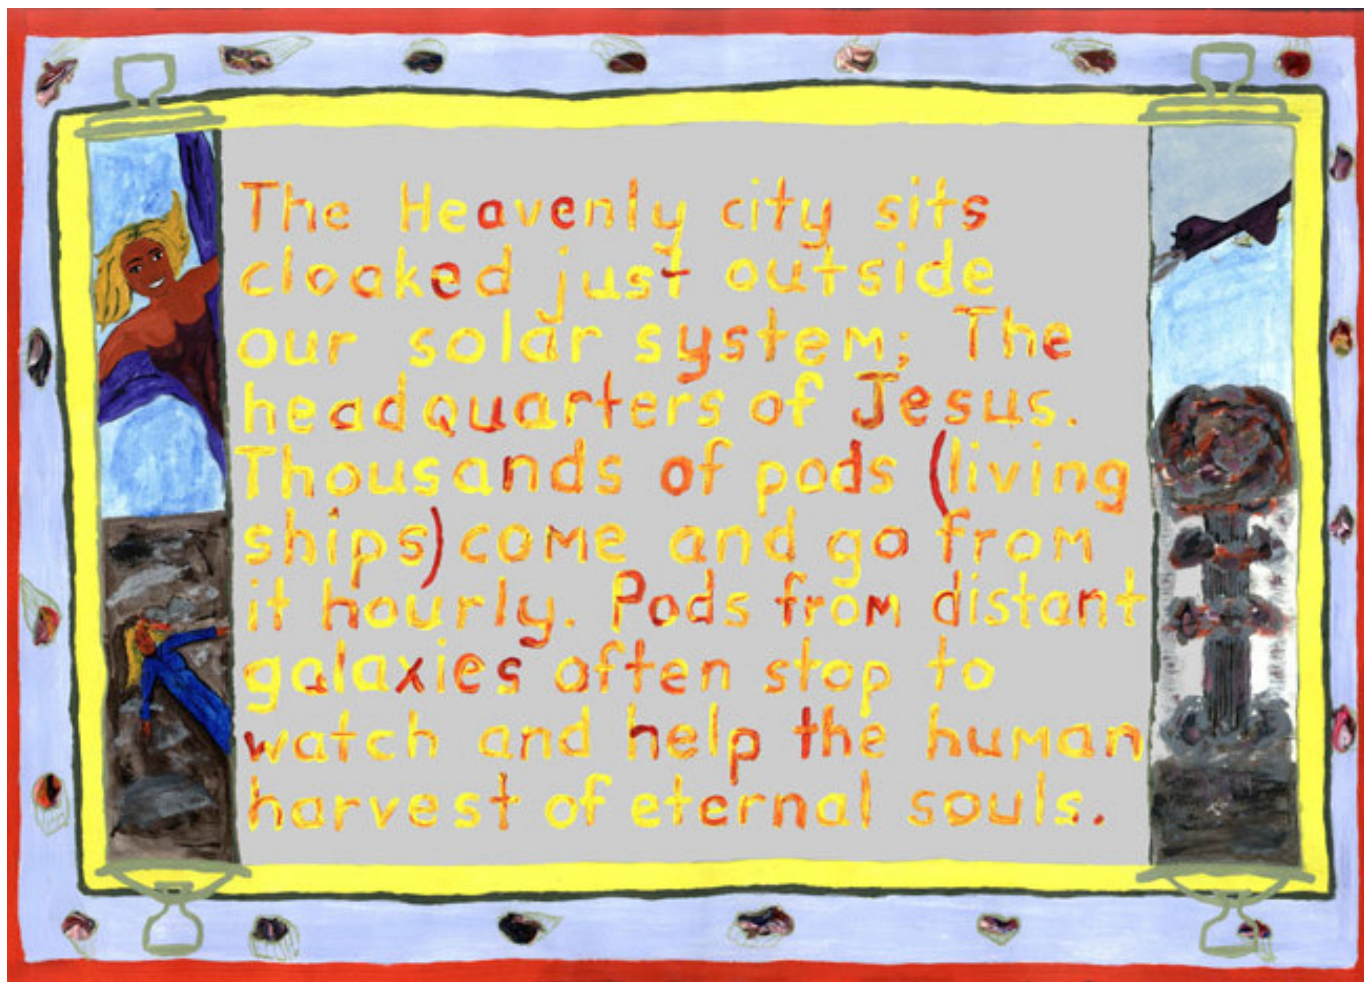 The Heavenly city sits
cloaked just outside
our solar system; The
headquarters of Jesus.
Thousands of pods (living
ships) come and go from
it hourly. Pods from distant
galaxies often stop to
watch and help the human
harvest of eternal souls.